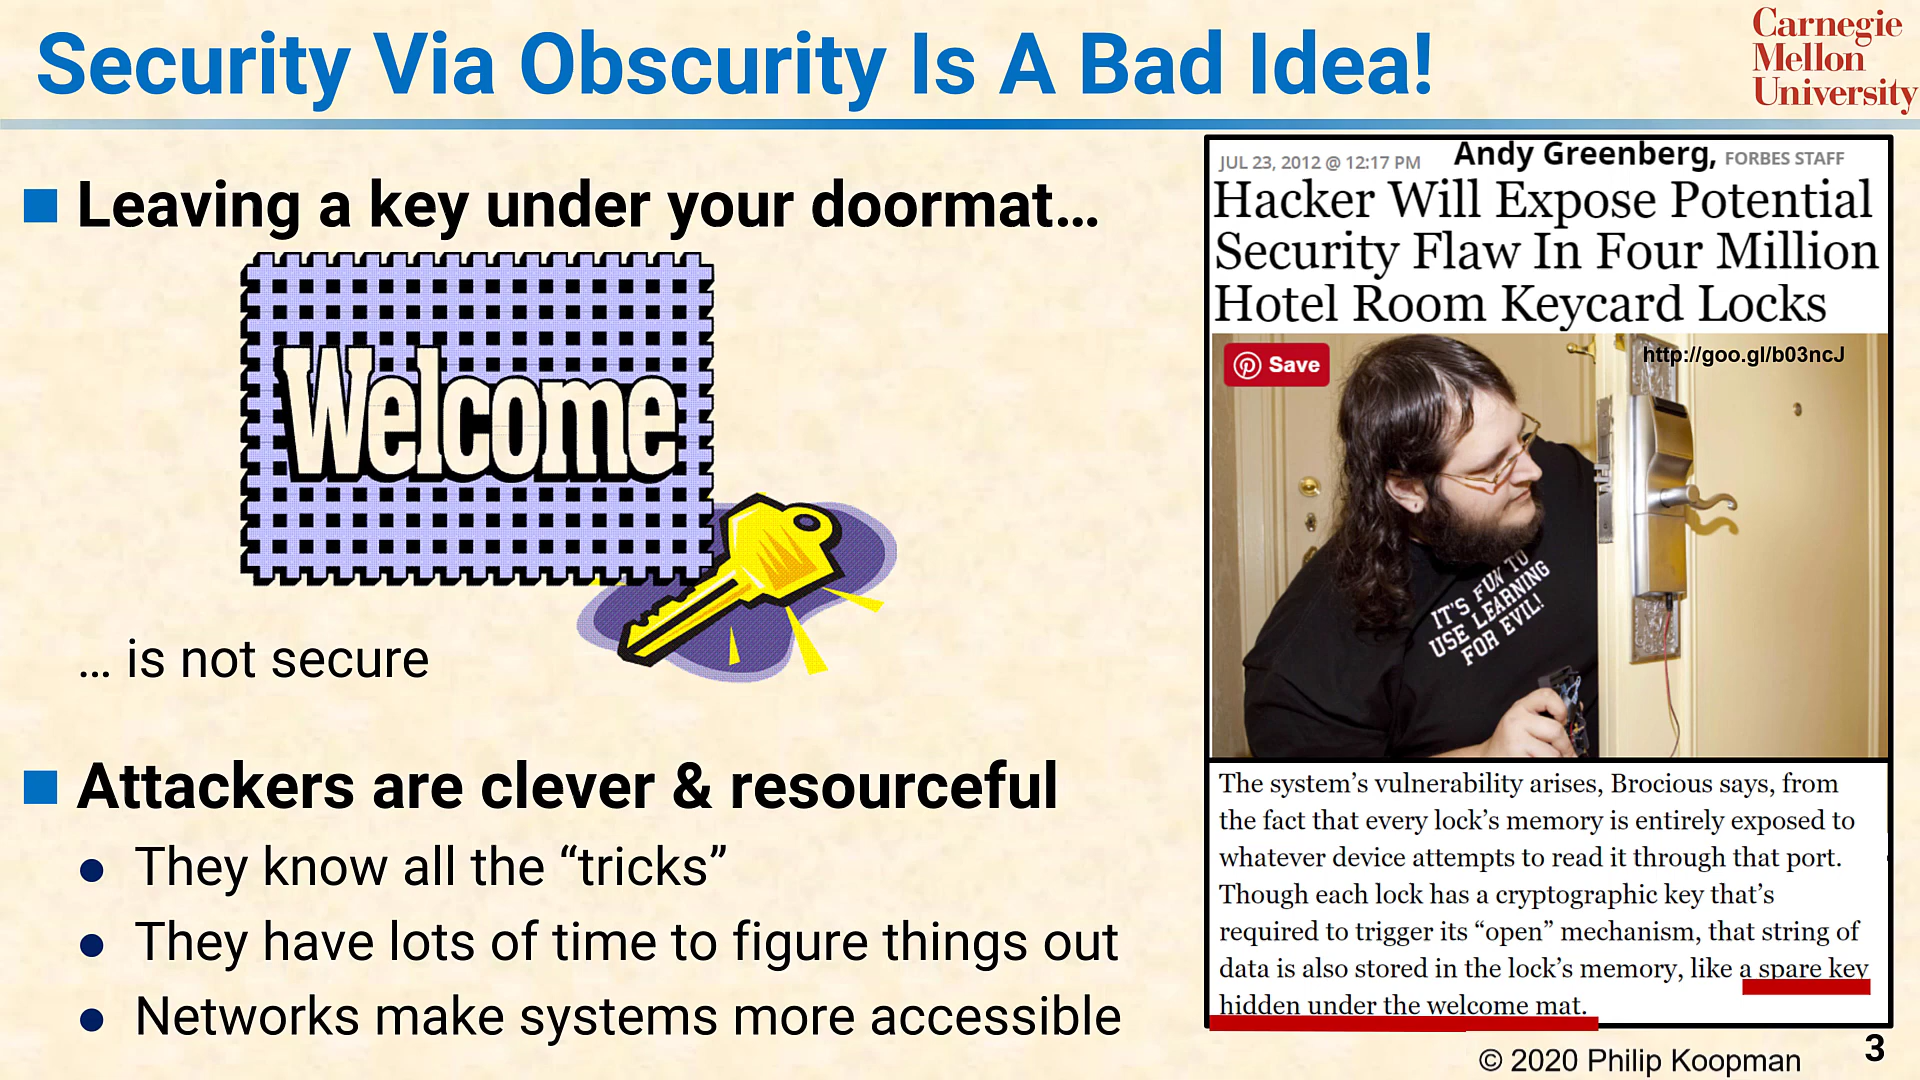 Security Via Obscurity Is A Bad Idea!
Carnegie
Mellon
University
Leaving a key under your doormat...
Welcome
... is not secure
Attackers are clever & resourceful
They know all the “tricks”
They have lots of time to figure things out
Networks make systems more accessible
JUL 23, 2012 @ 12:17 PM Andy Greenberg, FORBES STAFF
Hacker Will Expose Potential
Security Flaw In Four Million
Hotel Room Keycard Locks
Save
http://goo.gl/b03ncJ
IT'S FUN TO
USE LEARNING
FOR EVIL!
The system’s vulnerability arises, Brocious says, from
the fact that every lock’s memory is entirely exposed to
whatever device attempts to read it through that port.
Though each lock has a cryptographic key that’s
required to trigger its “open” mechanism, that string of
data is also stored in the lock’s memory, like a spare key
hidden under the welcome mat.
© 2020 Philip Koopman
3